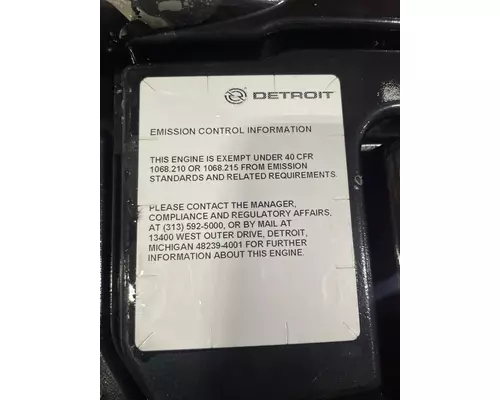 DETROIT
EMISSION CONTROL INFORMATION
THIS ENGINE IS EXEMPT UNDER 40 CFR
1068.210 OR 1068.215 FROM EMISSION
STANDARDS AND RELATED REQUIREMENTS.
PLEASE CONTACT THE MANAGER,
COMPLIANCE AND REGULATORY AFFAIRS,
AT (313) 592-5000, OR BY MAIL AT
13400 WEST OUTER DRIVE, DETROIT,
MICHIGAN 48239-4001 FOR FURTHER
INFORMATION ABOUT THIS ENGINE.